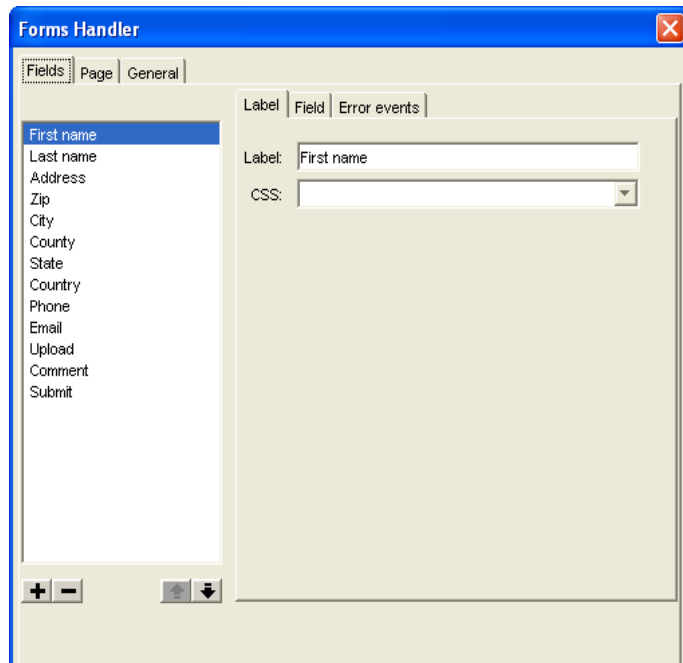 Forms Handler
Fields Page General
Label Field Error events
First name
Last name
Address
Zip
City
County
State
Country
Phone
Email
Upload
Comment
Submit
Label: First name
CSS: